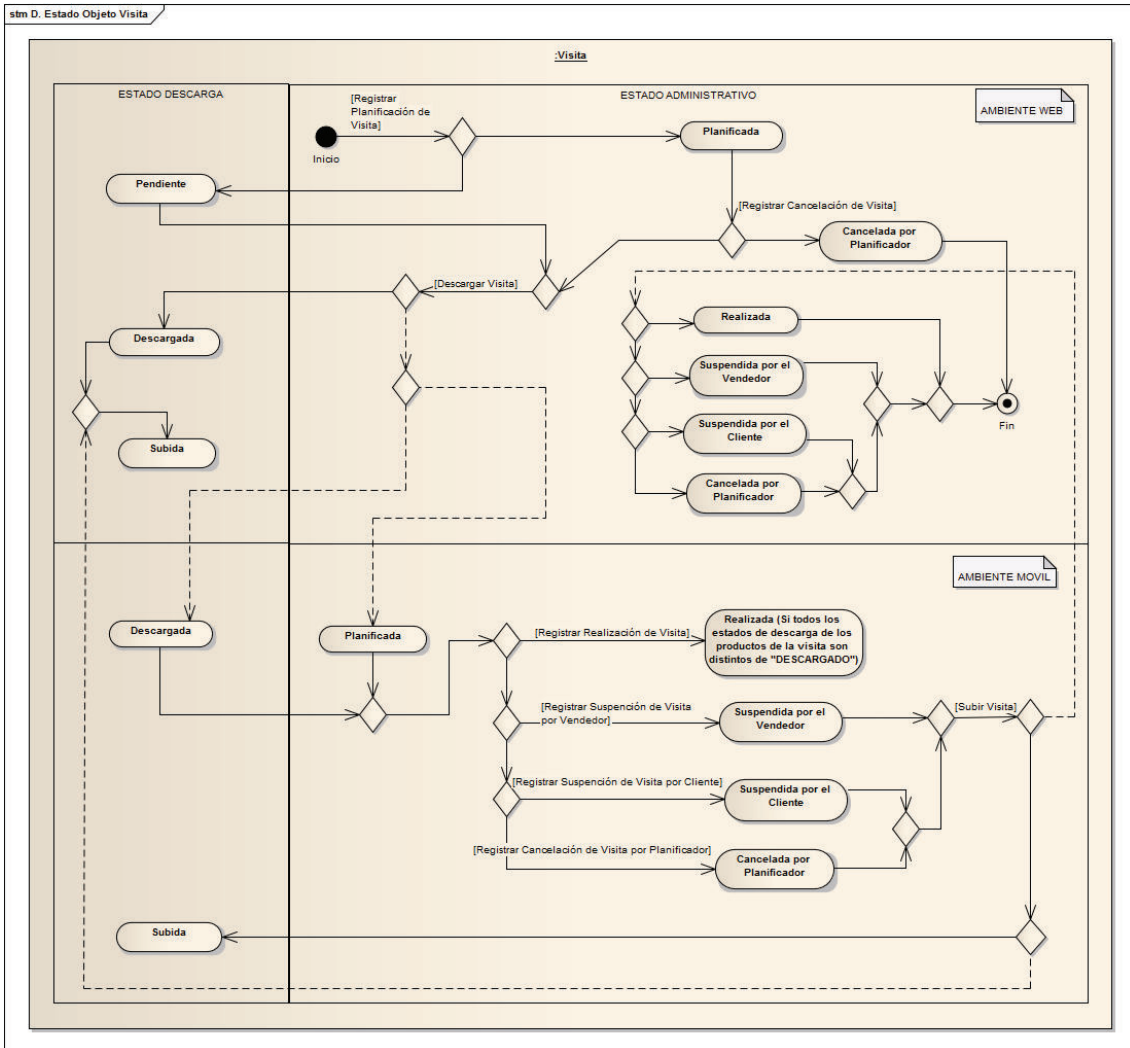 stm D. Estado Objeto Visita
:Visita
ESTADO DESCARGA
ESTADO ADMINISTRATIVO
AMBIENTE WEB
[Registrar
Planificación de
Visita]
Inicio
Planificada
Pendiente
[Registrar Cancelación de Visita]
Cancelada por
Planificador
[Descargar Visita]
Descargada
Realizada
Suspendida por el
Vendedor
Suspendida por el
Cliente
Cancelada por
Planificador
Fin
Subida
AMBIENTE MOVIL
Descargada
Planificada
[Registrar Realización de Visita]
Realizada (Si todos los
estados de descarga de los
productos de la visita son
distintos de "DESCARGADO")
[Registrar Suspención de Visita
por Vendedor]
Suspendida por el
Vendedor
[Subir Visita]
[Registrar Suspención de Visita por Cliente]
Suspendida por el
Cliente
[Registrar Cancelación de Visita por Planificador]
Cancelada por
Planificador
Subida